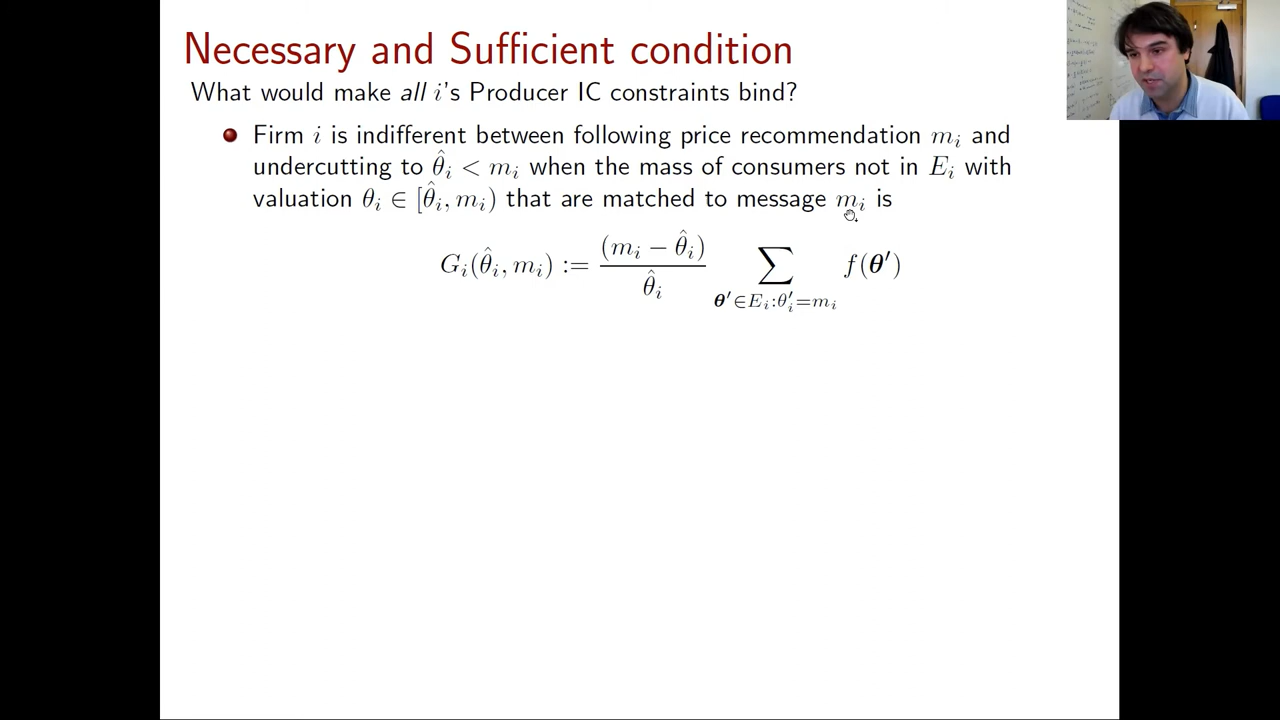 Necessary and Sufficient condition
What would make all i's Producer IC constraints bind?
Firm i is indifferent between following price recommendation m_i and
undercutting to θ̂_i < m_i when the mass of consumers not in E_i with
valuation θ_i ∈ [θ̂_i, m_i) that are matched to message m_i is
G_i(θ̂_i, m_i) := (m_i − θ̂_i) / θ̂_i ∑_{θ′∈E_i:θ′_i=m_i} f(θ′)